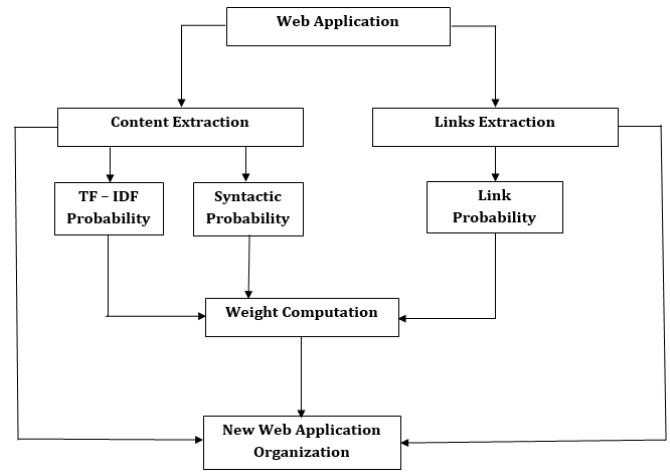 Web Application
Content Extraction
Links Extraction
TF – IDF
Probability
Syntactic
Probability
Link
Probability
Weight Computation
New Web Application
Organization